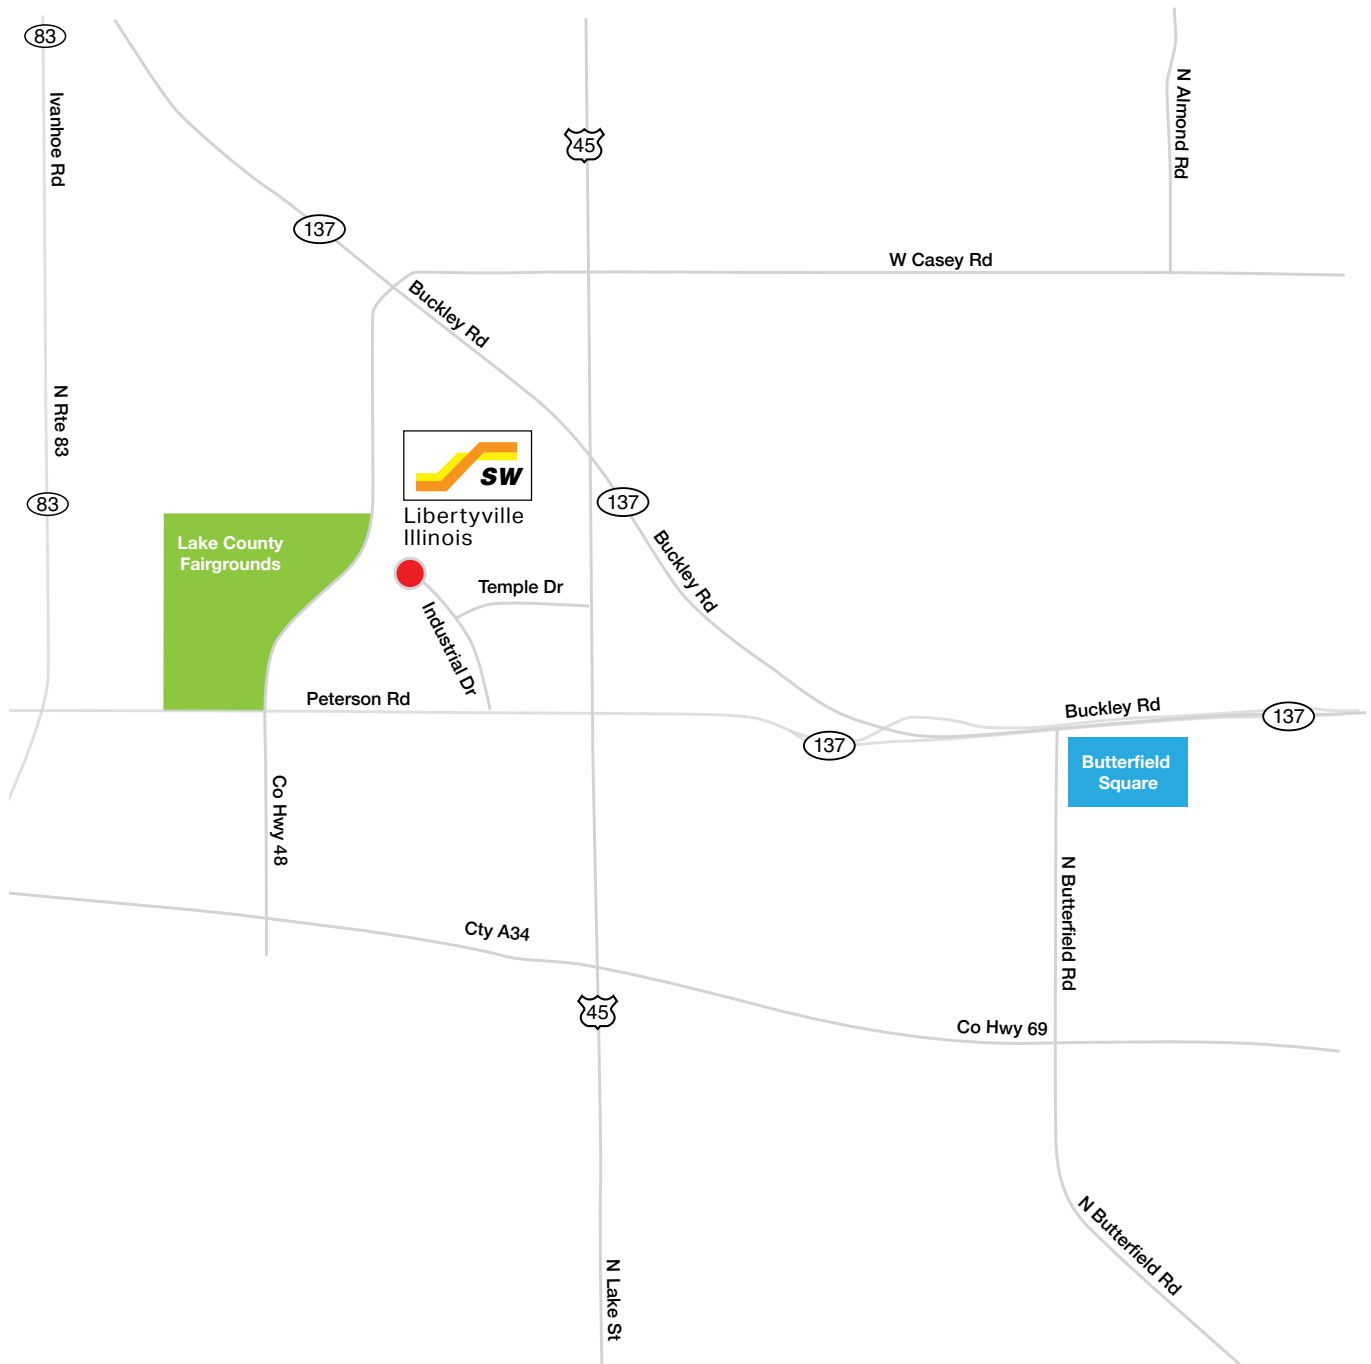 83
Ivanhoe Rd
N Almond Rd
45
137
W Casey Rd
Buckley Rd
N Rte 83
SW
83
137
Libertyville
Illinois
Lake County
Fairgrounds
Buckley Rd
Temple Dr
Industrial Dr
Peterson Rd
Buckley Rd
137
137
Butterfield
Square
Co Hwy 48
N Butterfield Rd
Cty A34
45
Co Hwy 69
N Butterfield Rd
N Lake St